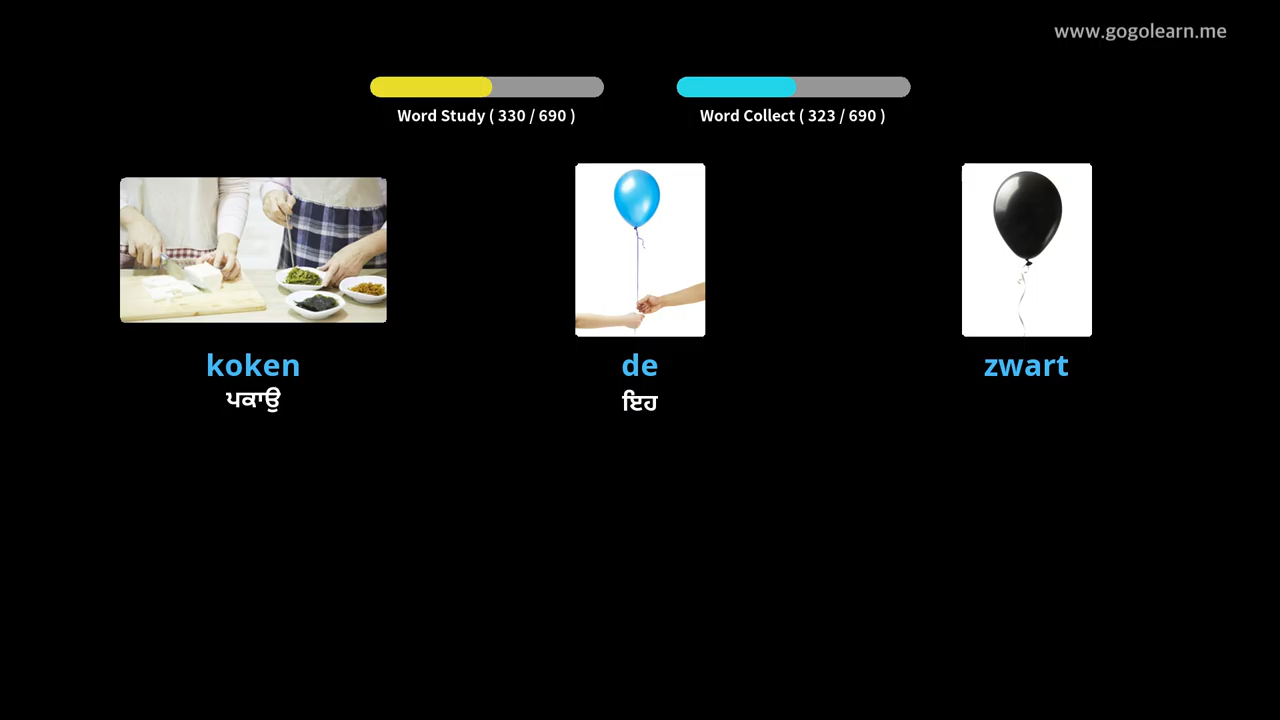 www.gogolearn.me
Word Study ( 330 / 690 )
Word Collect ( 323 / 690 )
koken
de
zwart
ਪਕਾਉ
ਇਹ